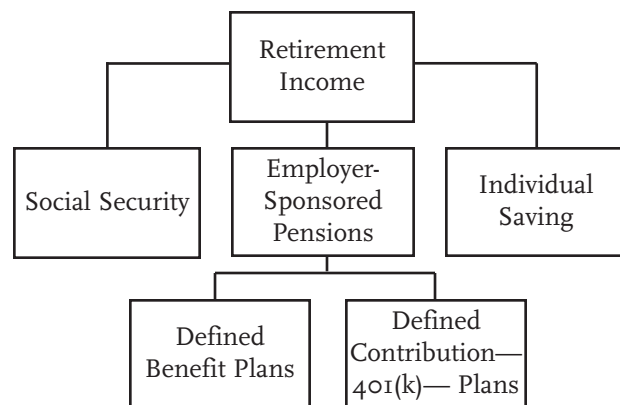 Retirement
Income
Social Security
Employer-
Sponsored
Pensions
Individual
Saving
Defined
Benefit Plans
Defined
Contribution—
401(k)— Plans